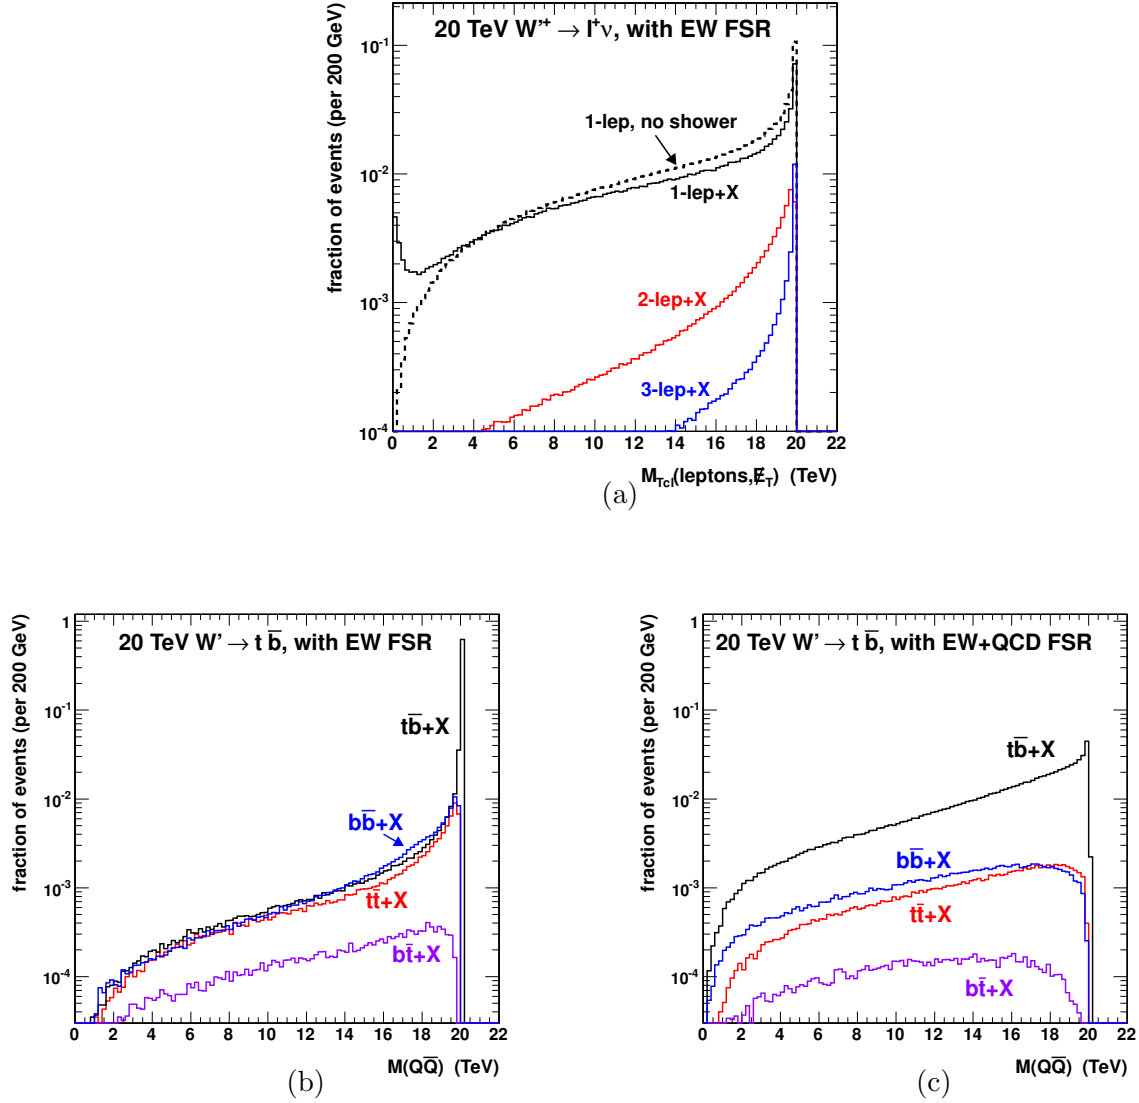 20 TeV W'⁺ → l⁺ν, with EW FSR
fraction of events (per 200 GeV)
10⁻¹
10⁻²
10⁻³
10⁻⁴
1-lep, no shower
1-lep+X
2-lep+X
3-lep+X
0 2 4 6 8 10 12 14 16 18 20 22
M_Tcl(leptons,E̸_T) (TeV)
(a)
20 TeV W' → t b̅, with EW FSR
fraction of events (per 200 GeV)
1
10⁻¹
10⁻²
10⁻³
10⁻⁴
tb̅+X
bb̅+X
tt̅+X
bt̅+X
0 2 4 6 8 10 12 14 16 18 20 22
M(QQ̅) (TeV)
(b)
20 TeV W' → t b̅, with EW+QCD FSR
fraction of events (per 200 GeV)
1
10⁻¹
10⁻²
10⁻³
10⁻⁴
tb̅+X
bb̅+X
tt̅+X
bt̅+X
0 2 4 6 8 10 12 14 16 18 20 22
M(QQ̅) (TeV)
(c)